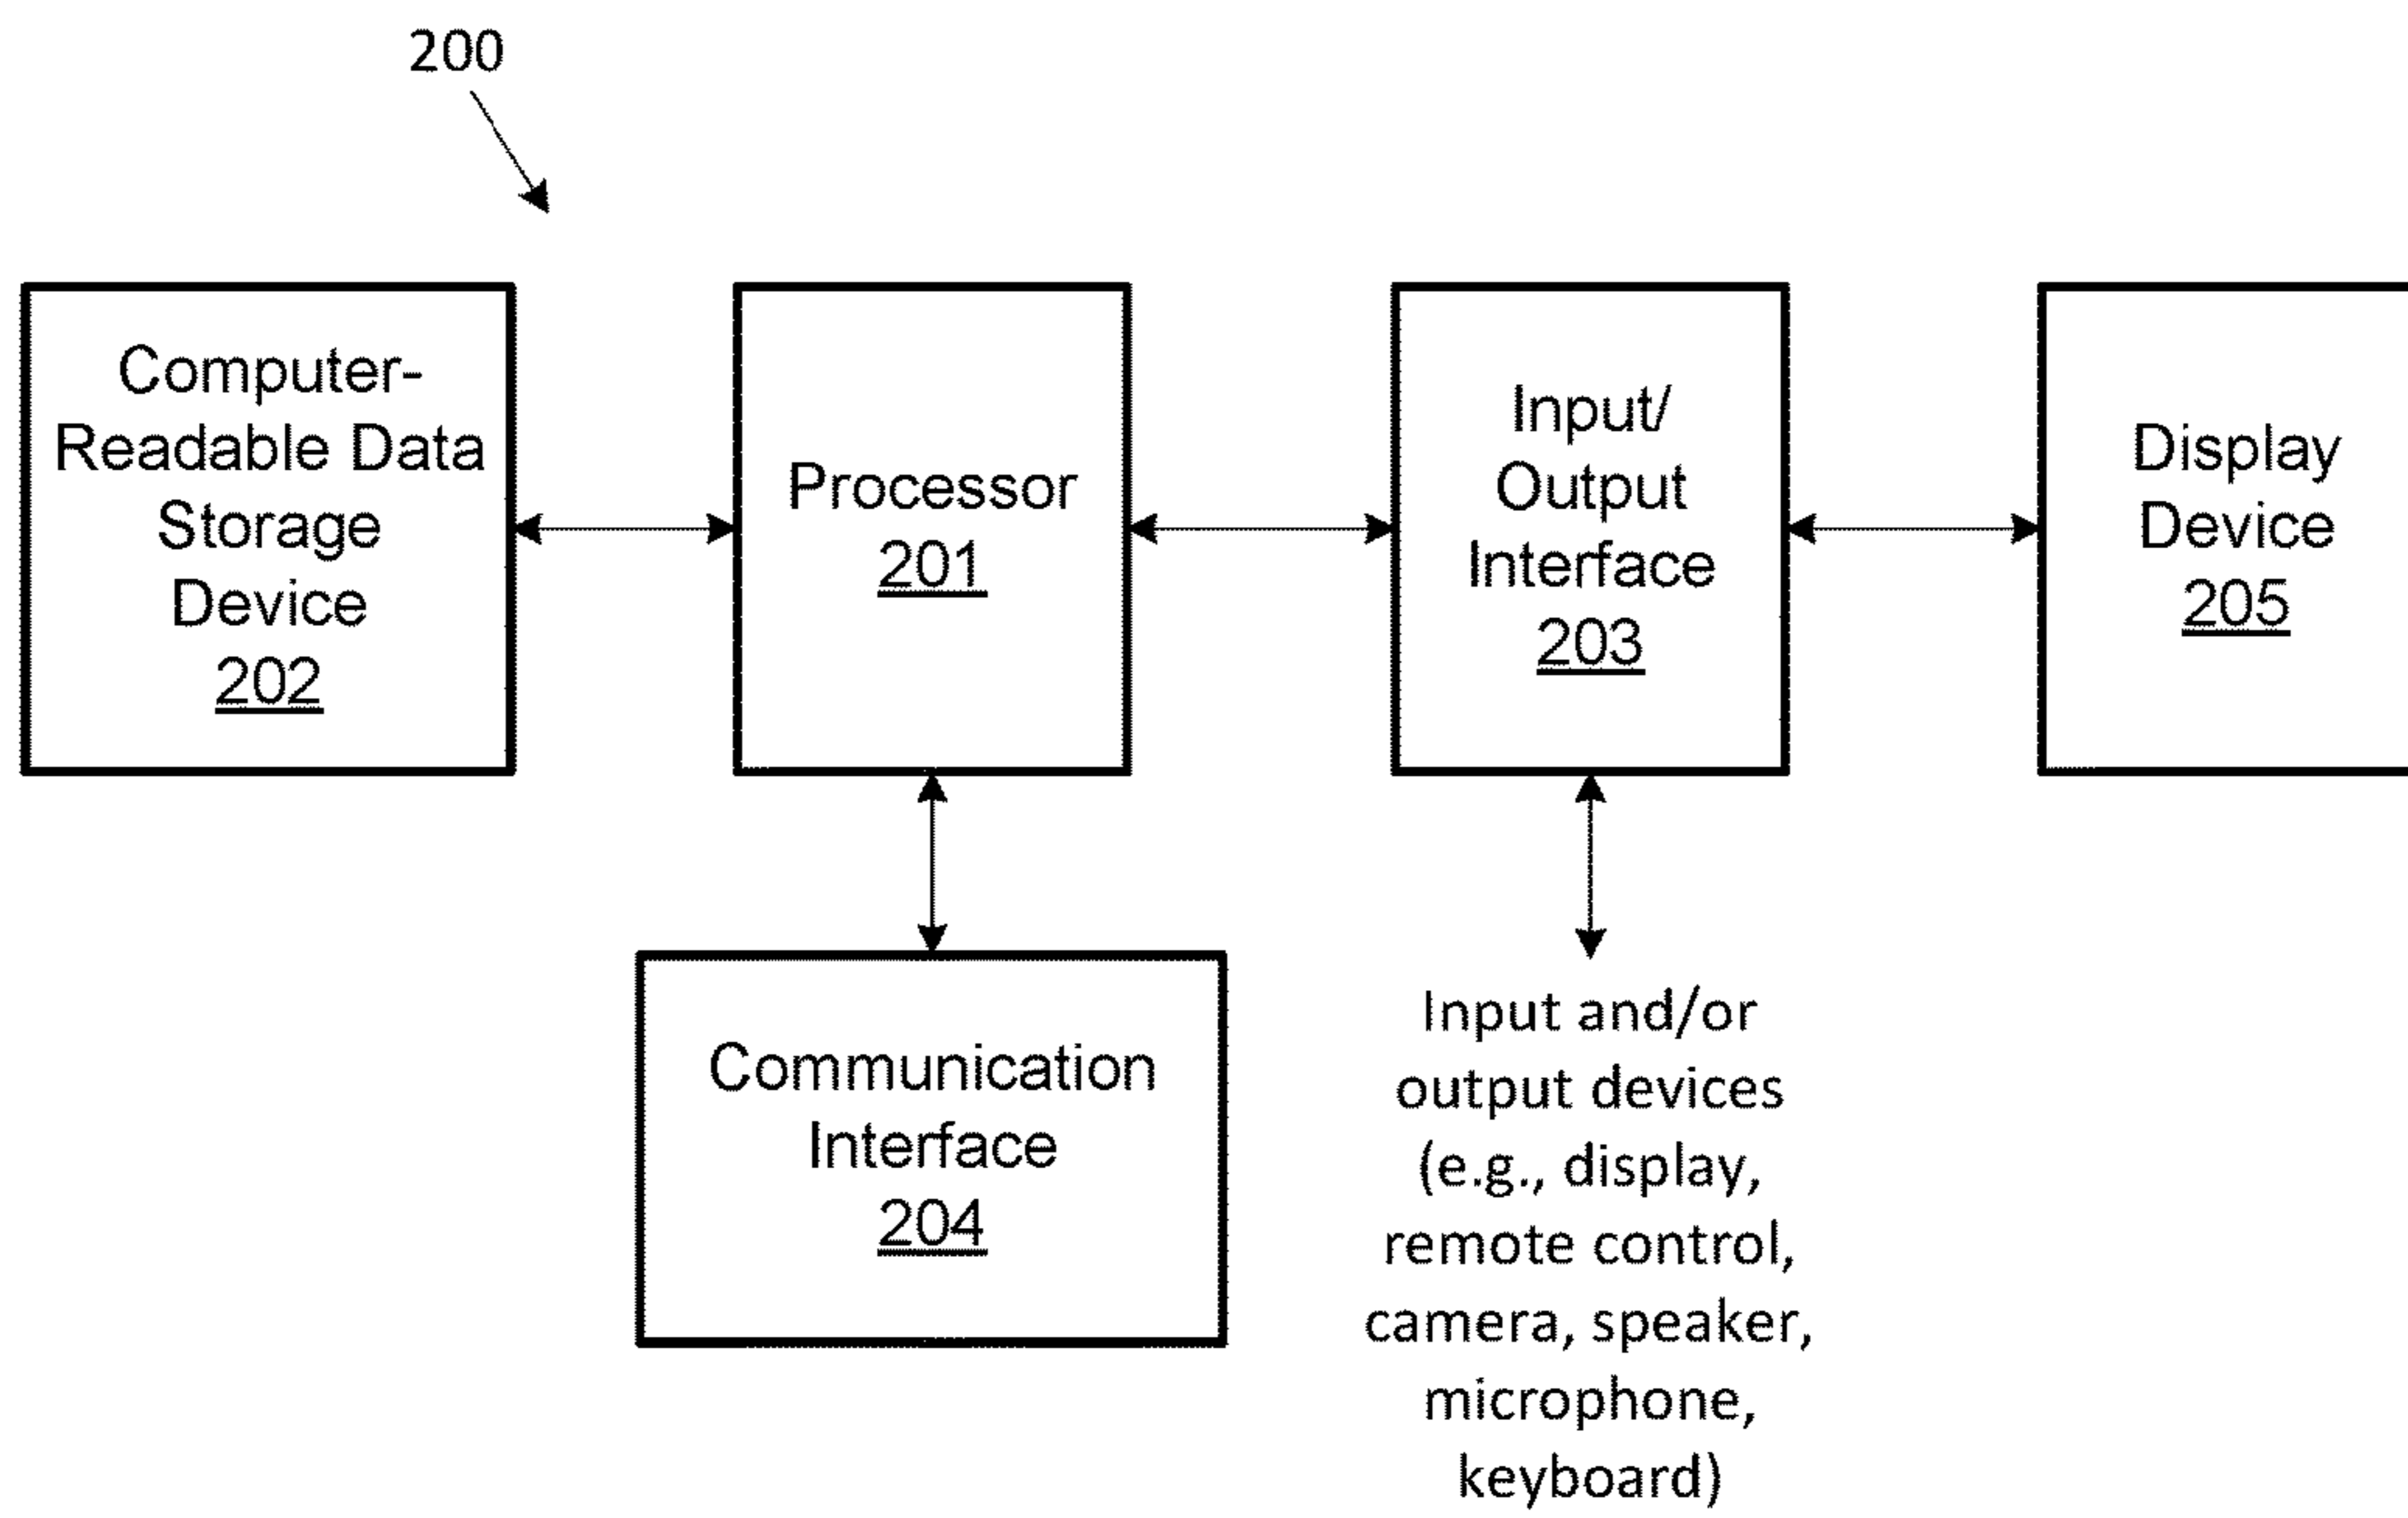 200
Computer-
Readable Data
Storage
Device
202
Processor
201
Input/
Output
Interface
203
Display
Device
205
Communication
Interface
204
Input and/or
output devices
(e.g., display,
remote control,
camera, speaker,
microphone,
keyboard)